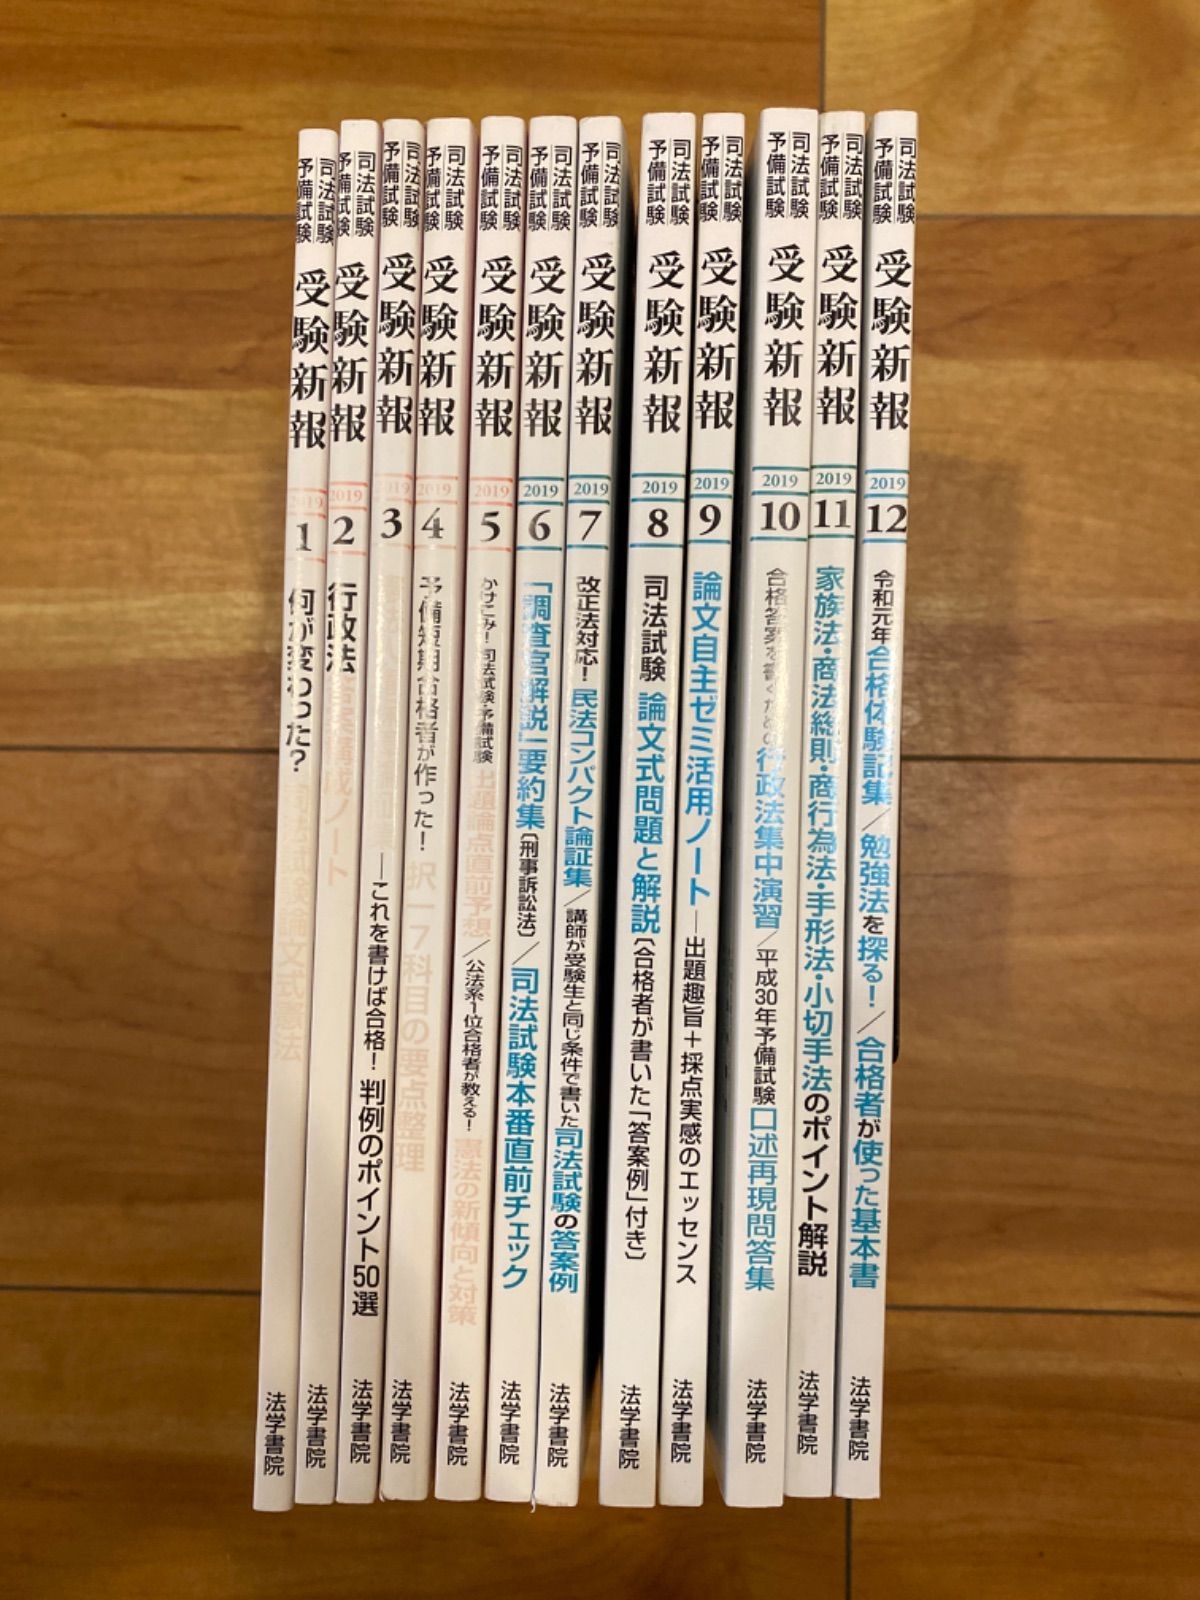 司法試験
予備試験
受験新報
2019
1
何が変わった?
司法試験論文式憲法
法学書院
司法試験
予備試験
受験新報
2019
2
行政法答案構成ノート
法学書院
司法試験
予備試験
受験新報
2019
3
──これを書けば合格! 判例のポイント50選
法学書院
司法試験
予備試験
受験新報
2019
4
予備短期合格者が作った!
択一7科目の要点整理
法学書院
司法試験
予備試験
受験新報
2019
5
かけこみ!司法試験・予備試験
出題論点直前予想/公法系1位合格者が教える! 憲法の新傾向と対策
法学書院
司法試験
予備試験
受験新報
2019
6
「調査官解説」要約集〔刑事訴訟法〕/司法試験本番直前チェック
法学書院
司法試験
予備試験
受験新報
2019
7
改正法対応!民法コンパクト論証集/講師が受験生と同じ条件で書いた司法試験の答案例
法学書院
司法試験
予備試験
受験新報
2019
8
司法試験 論文式問題と解説〔合格者が書いた「答案例」付き〕
法学書院
司法試験
予備試験
受験新報
2019
9
論文自主ゼミ活用ノート──出題趣旨+採点実感のエッセンス
法学書院
司法試験
予備試験
受験新報
2019
10
合格答案を書くための行政法集中演習/平成30年予備試験口述再現問答集
法学書院
司法試験
予備試験
受験新報
2019
11
家族法・商法総則・商行為法・手形法・小切手法のポイント解説
法学書院
司法試験
予備試験
受験新報
2019
12
令和元年合格体験記集/勉強法を探る!/合格者が使った基本書
法学書院